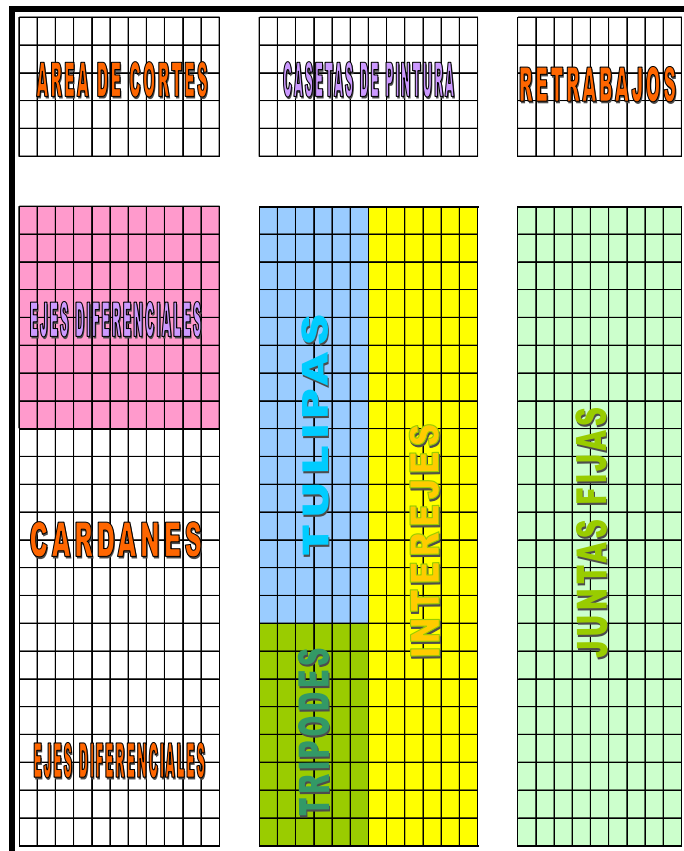 AREA DE CORTES
CASETAS DE PINTURA
RETRABAJOS
EJES DIFERENCIALES
CARDANES
EJES DIFERENCIALES
TULIPAS
TRIPODES
INTEREJES
JUNTAS FIJAS